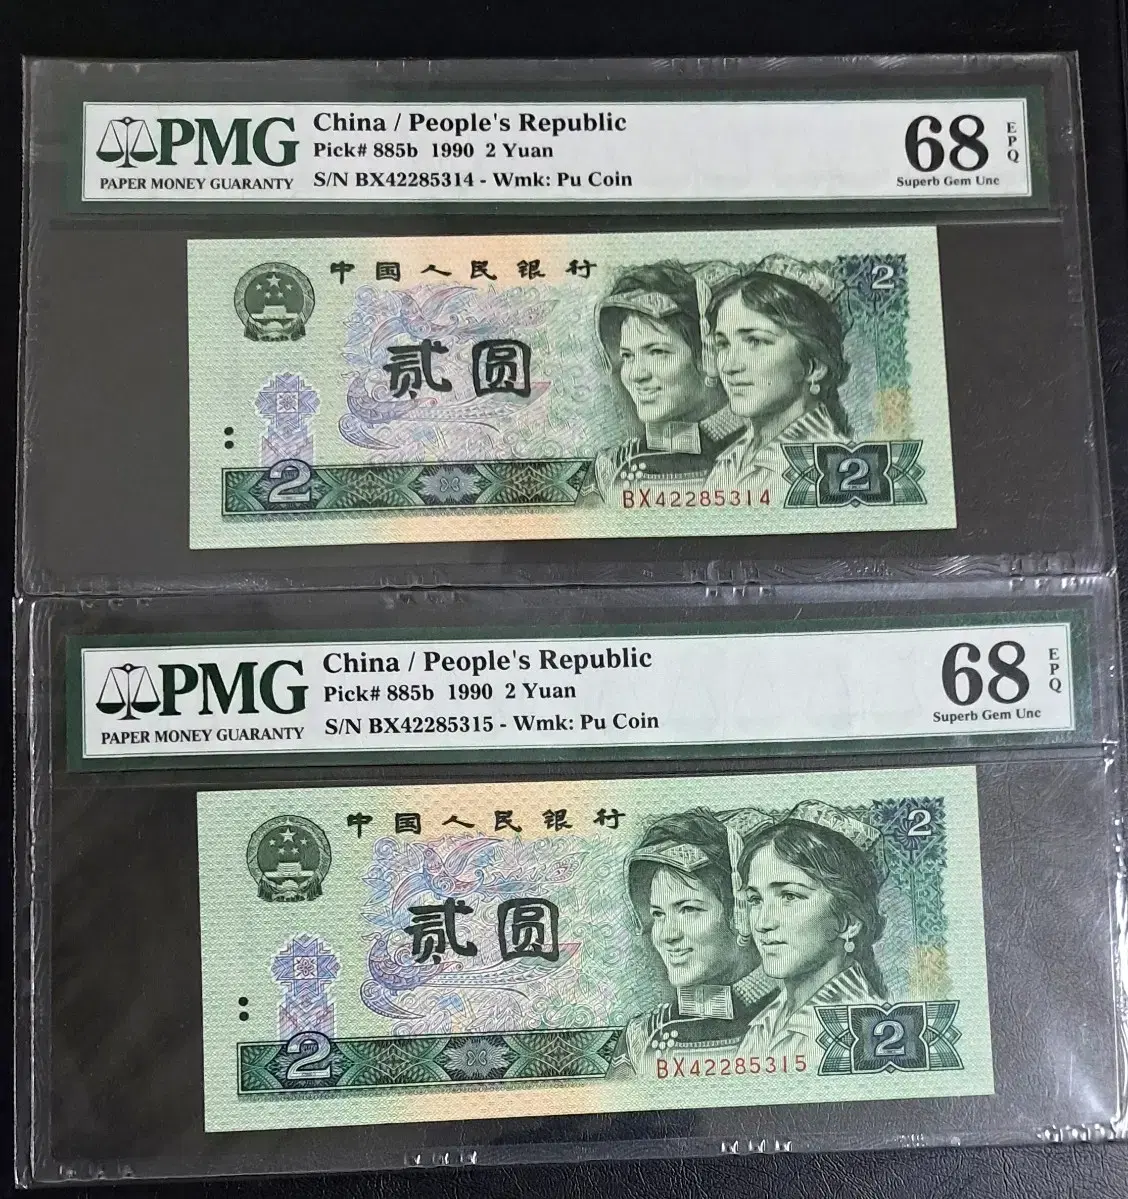 PMG
PAPER MONEY GUARANTY
China / People's Republic
Pick# 885b 1990 2 Yuan
S/N BX42285314 - Wmk: Pu Coin
68
EPQ
Superb Gem Unc
中国人民银行
2
贰圆
2
2
BX42285314
PMG
PAPER MONEY GUARANTY
China / People's Republic
Pick# 885b 1990 2 Yuan
S/N BX42285315 - Wmk: Pu Coin
68
EPQ
Superb Gem Unc
中国人民银行
2
贰圆
2
2
BX42285315